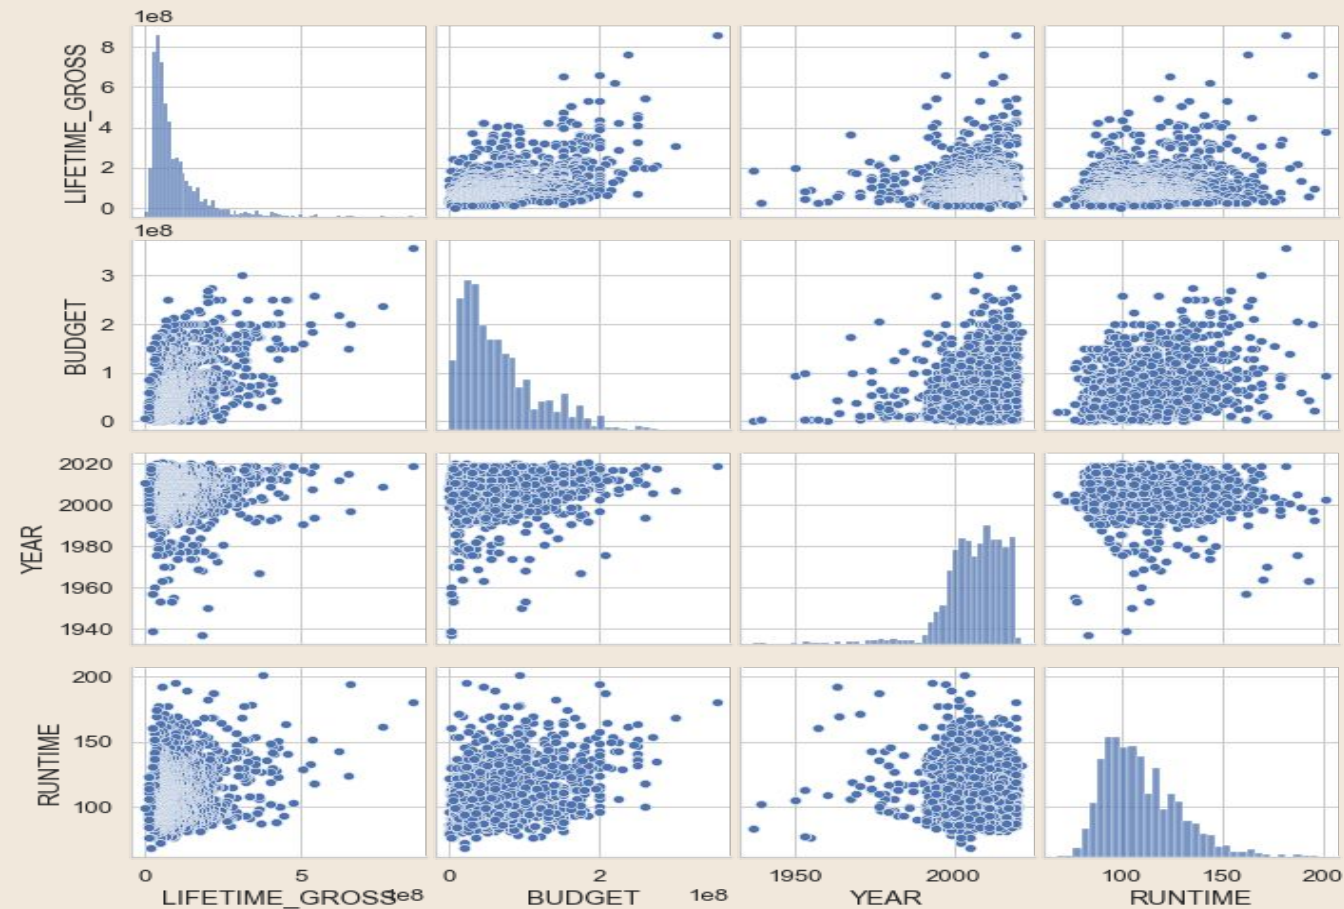 1e8
LIFETIME_GROSS
8
6
4
2
0
1e8
BUDGET
3
2
1
0
YEAR
2020
2000
1980
1960
1940
RUNTIME
200
150
100
0 5 0 2 1950 2000 100 150 200
LIFETIME_GROSS 1e8 BUDGET 1e8 YEAR RUNTIME